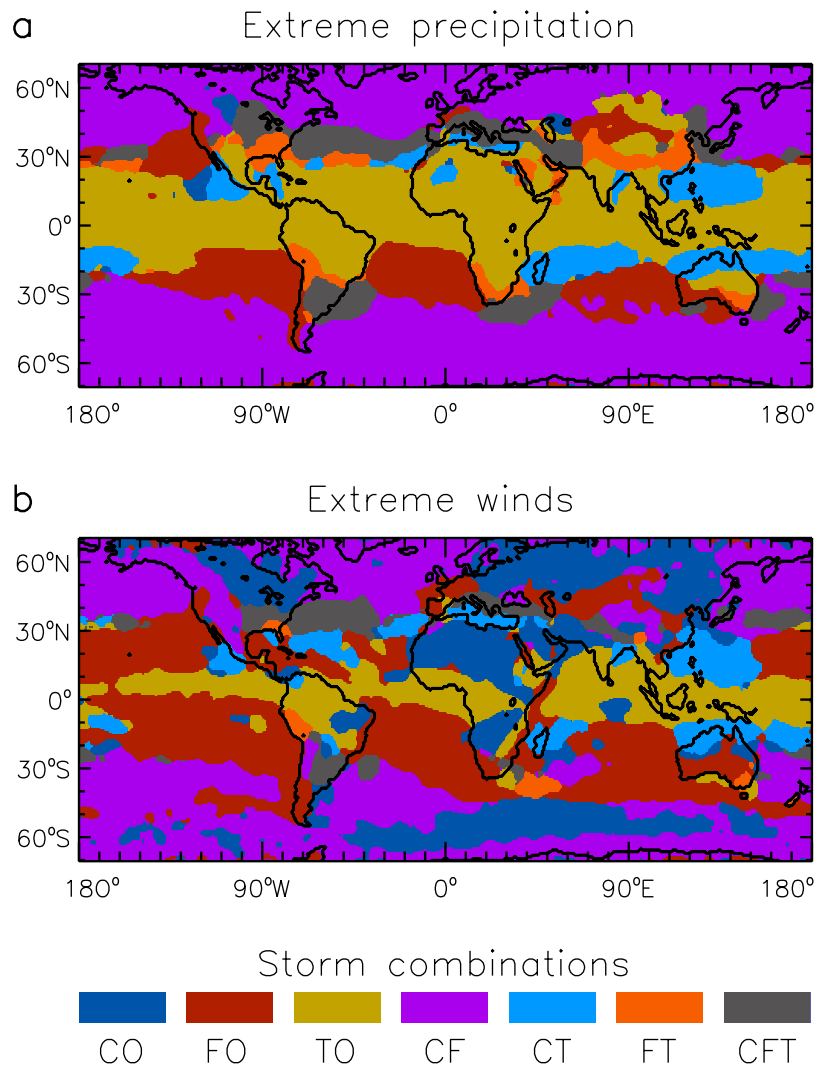 a
Extreme precipitation
60°N
30°N
0°
30°S
60°S
180° 90°W 0° 90°E 180°
b
Extreme winds
60°N
30°N
0°
30°S
60°S
180° 90°W 0° 90°E 180°
Storm combinations
CO FO TO CF CT FT CFT